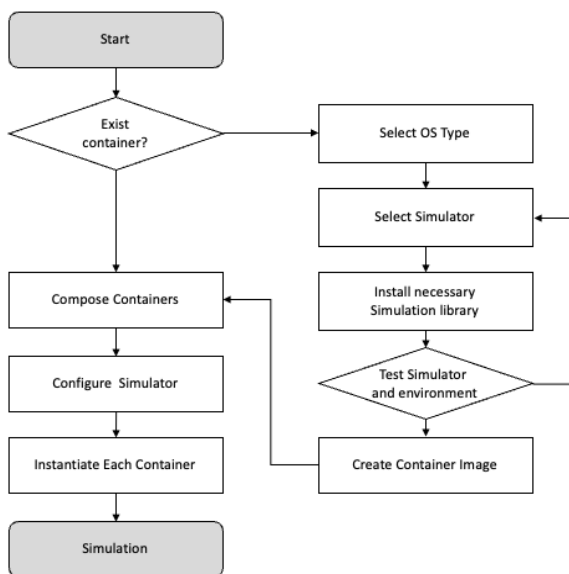 Start
Exist
container?
Select OS Type
Select Simulator
Install necessary
Simulation library
Test Simulator
and environment
Create Container Image
Compose Containers
Configure Simulator
Instantiate Each Container
Simulation